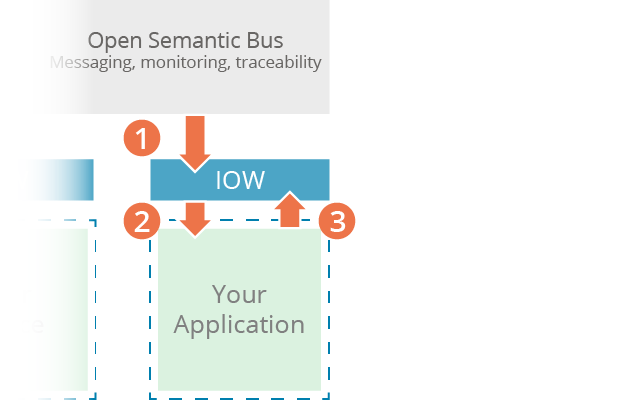 Open Semantic Bus
Messaging, monitoring, traceability
1
IOW
2
3
Your
Application